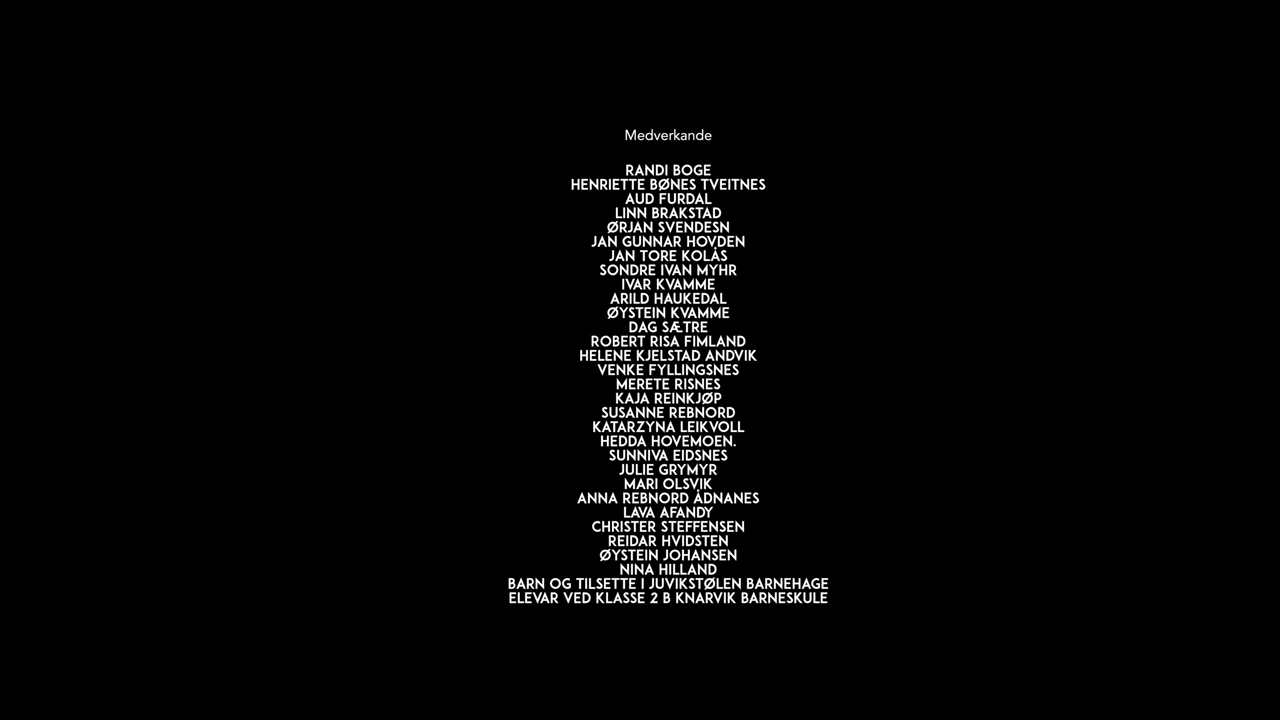 Medverkande
RANDI BOGE
HENRIETTE BØNES TVEITNES
AUD FURDAL
LINN BRAKSTAD
ØRJAN SVENDESN
JAN GUNNAR HOVDEN
JAN TORE KOLÅS
SONDRE IVAN MYHR
IVAR KVAMME
ARILD HAUKEDAL
ØYSTEIN KVAMME
DAG SÆTRE
ROBERT RISA FIMLAND
HELENE KJELSTAD ANDVIK
VENKE FYLLINGSNES
MERETE RISNES
KAJA REINKJØP
SUSANNE REBNORD
KATARZYNA LEIKVOLL
HEDDA HOVEMOEN.
SUNNIVA EIDSNES
JULIE GRYMYR
MARI OLSVIK
ANNA REBNORD ÅDNANES
LAVA AFANDY
CHRISTER STEFFENSEN
REIDAR HVIDSTEN
ØYSTEIN JOHANSEN
NINA HILLAND
BARN OG TILSETTE I JUVIKSTØLEN BARNEHAGE
ELEVAR VED KLASSE 2 B KNARVIK BARNESKULE